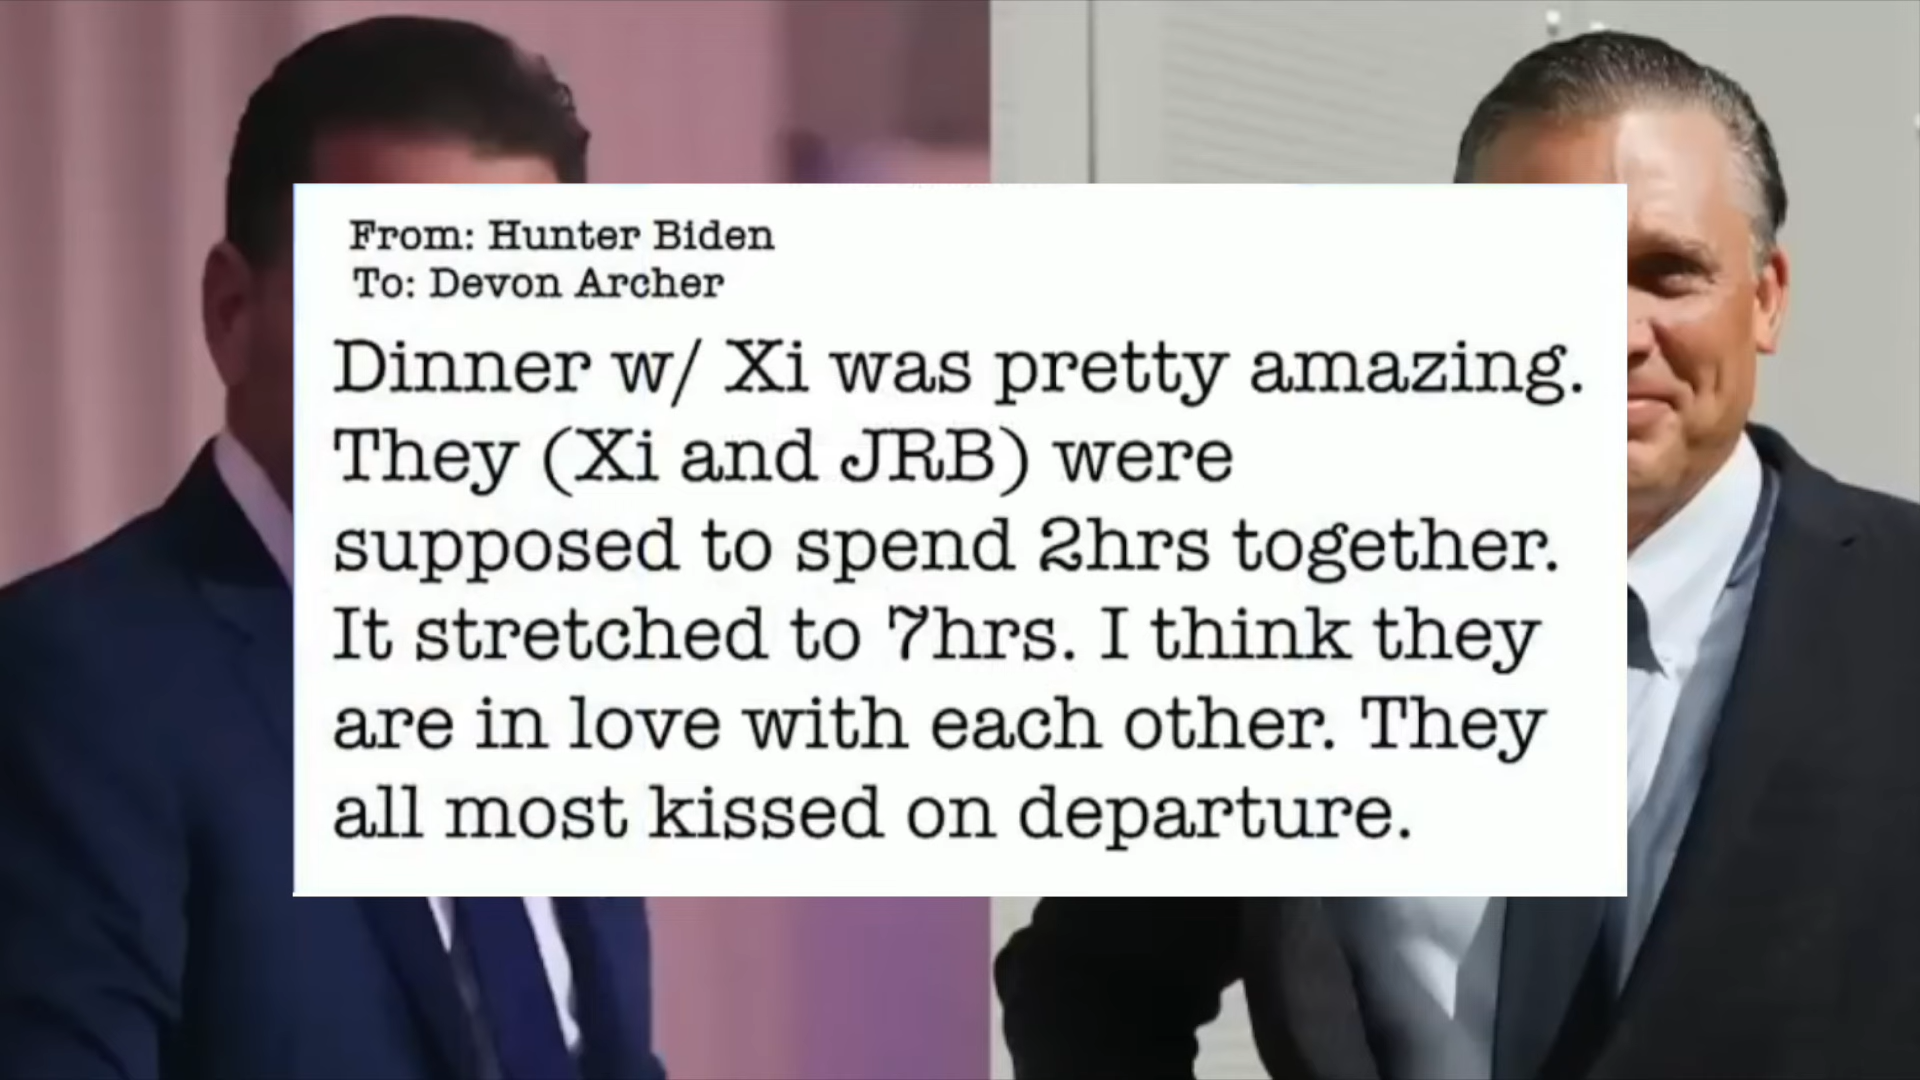 From: Hunter Biden
To: Devon Archer
Dinner w/ Xi was pretty amazing.
They (Xi and JRB) were
supposed to spend 2hrs together.
It stretched to 7hrs. I think they
are in love with each other. They
all most kissed on departure.